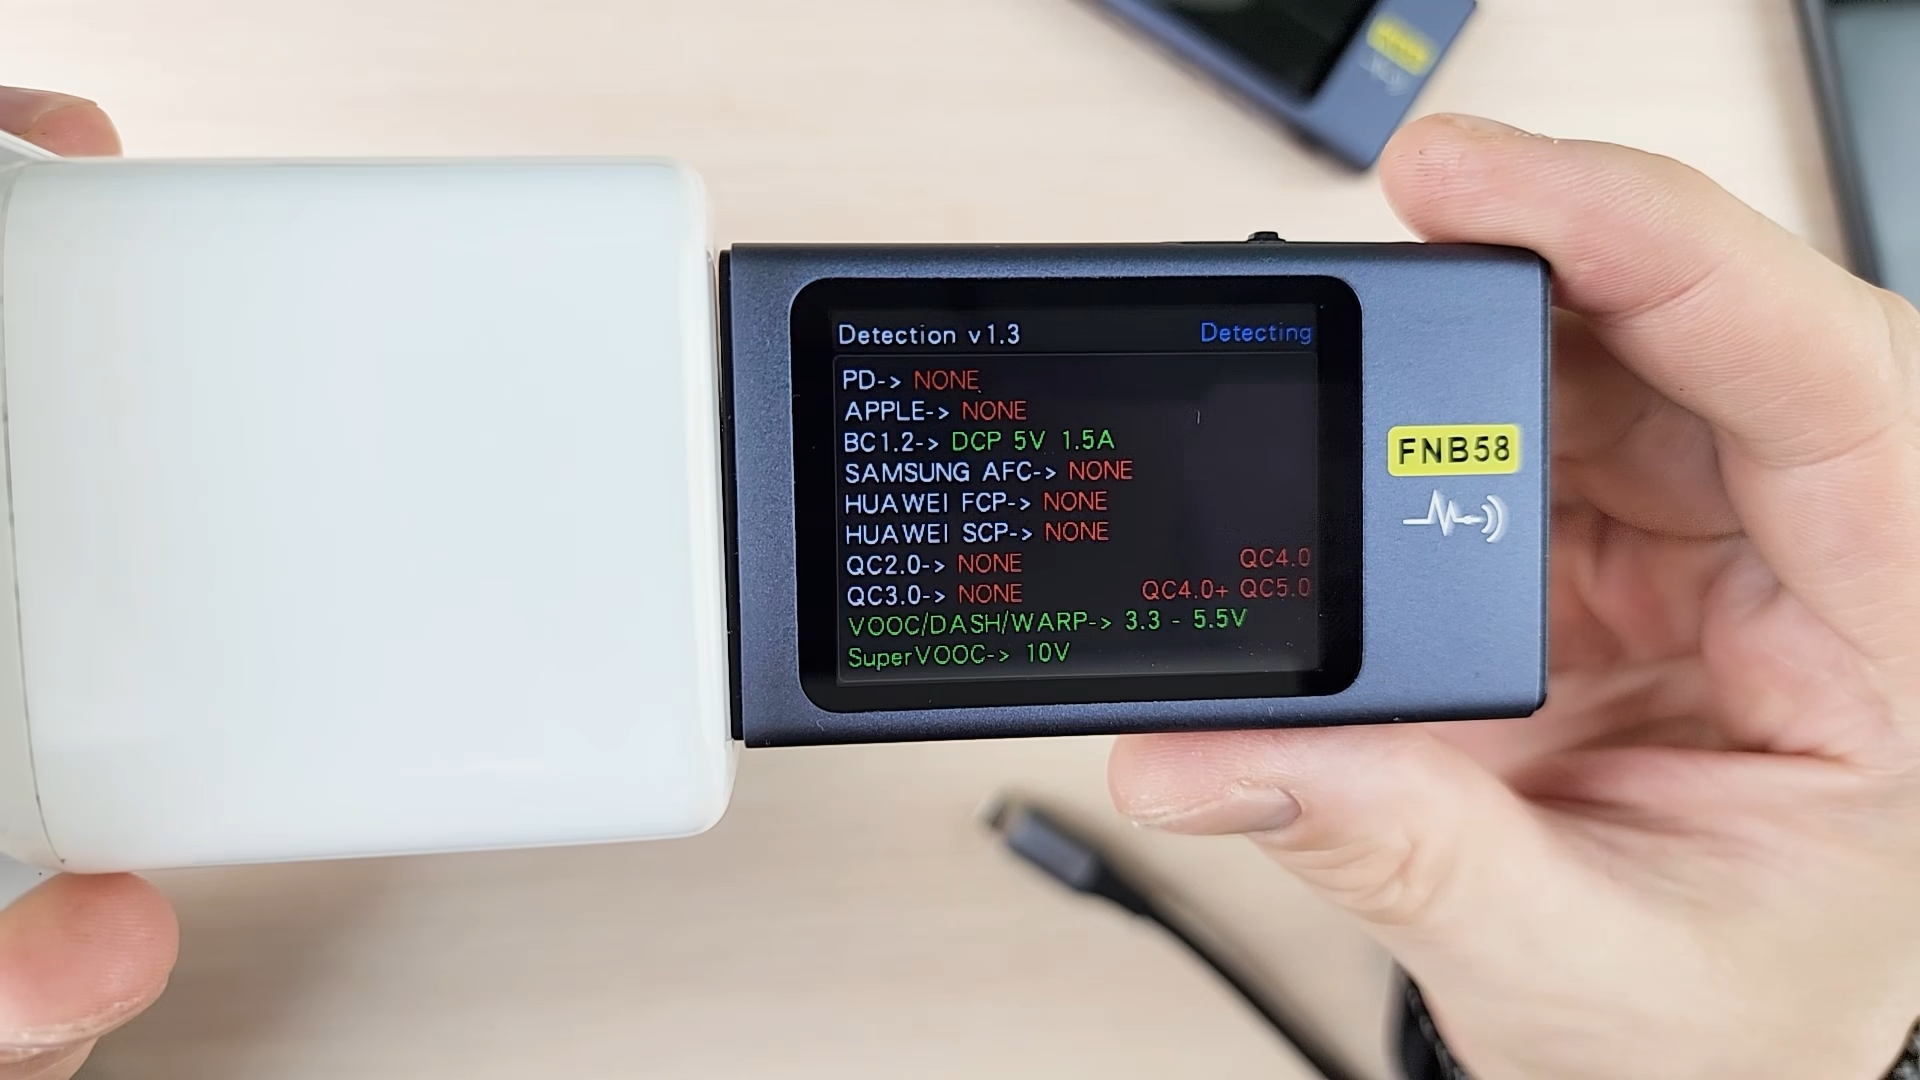 Detection v1.3 Detecting
PD-> NONE
APPLE-> NONE
BC1.2-> DCP 5V 1.5A
SAMSUNG AFC-> NONE
HUAWEI FCP-> NONE
HUAWEI SCP-> NONE
QC2.0-> NONE QC4.0
QC3.0-> NONE QC4.0+ QC5.0
VOOC/DASH/WARP-> 3.3 - 5.5V
SuperVOOC-> 10V
FNB58